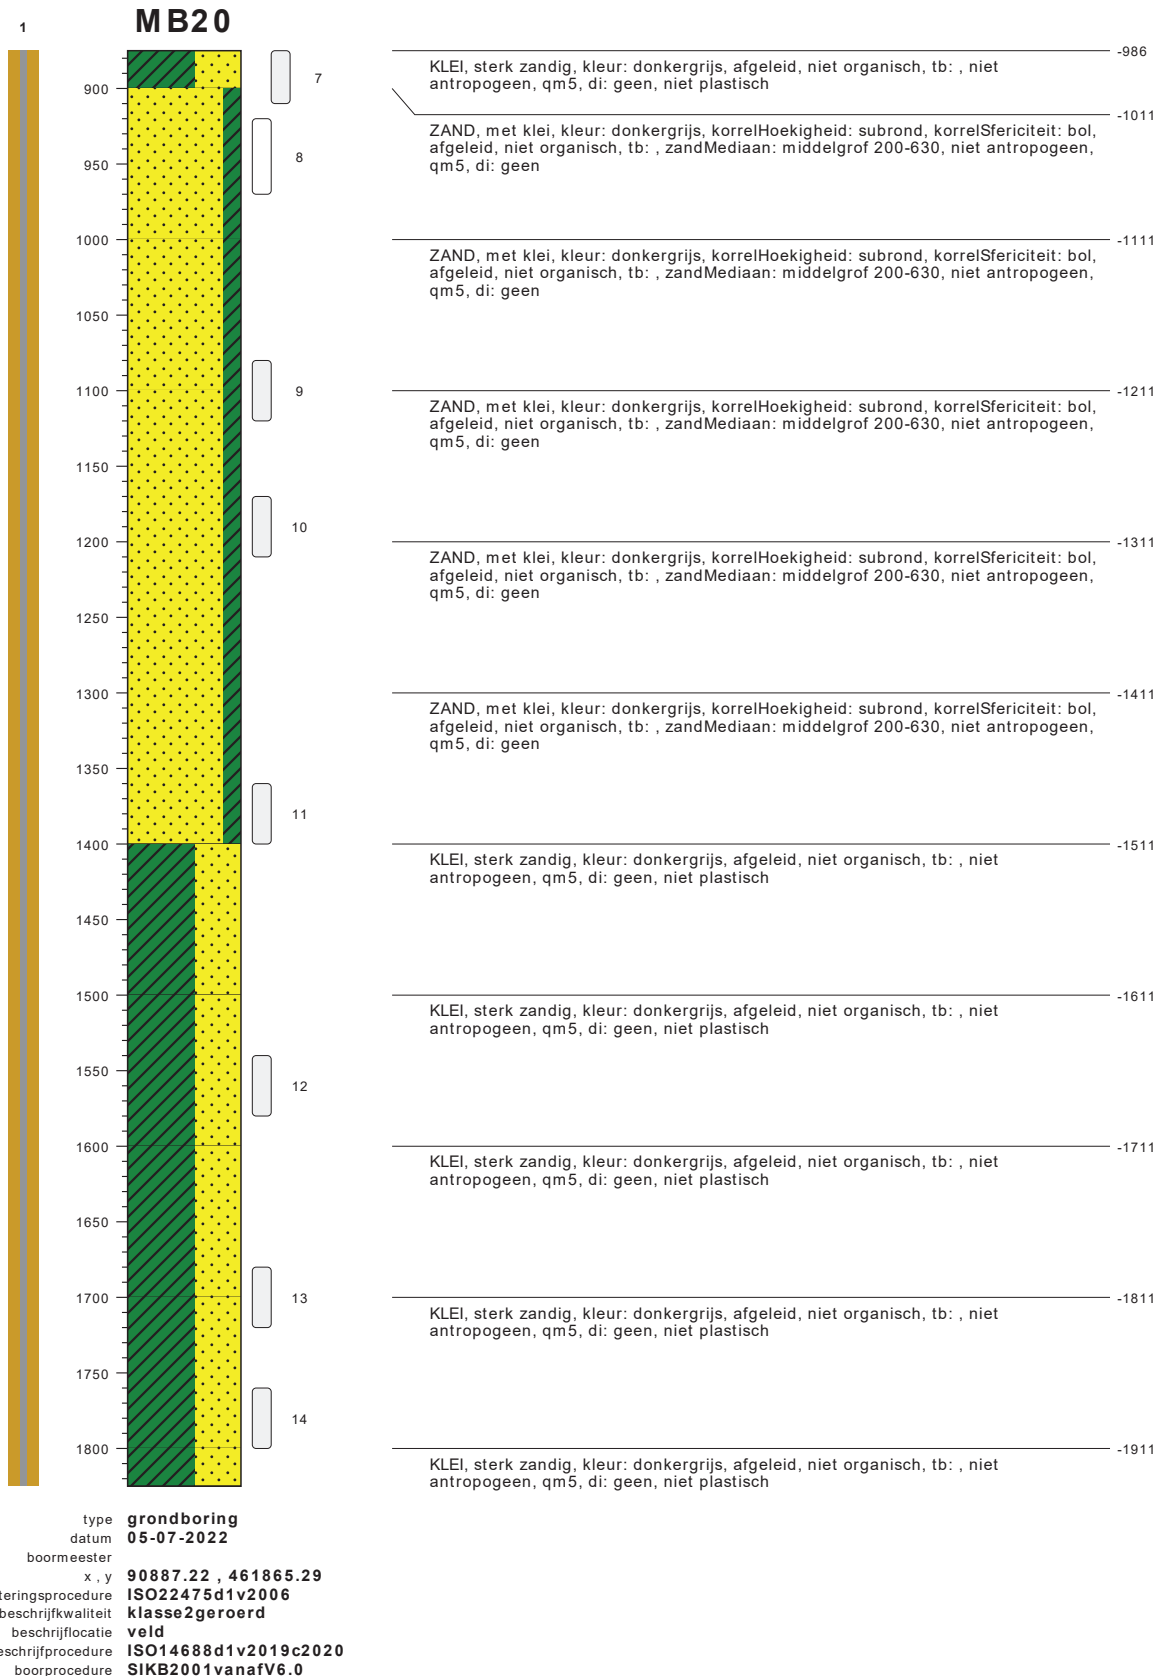 1
MB20
-986
KLEI, sterk zandig, kleur: donkergrijs, afgeleid, niet organisch, tb: , niet
antropogeen, qm5, di: geen, niet plastisch
7
900
-1011
ZAND, met klei, kleur: donkergrijs, korrelHoekigheid: subrond, korrelSfericiteit: bol,
afgeleid, niet organisch, tb: , zandMediaan: middelgrof 200-630, niet antropogeen,
qm5, di: geen
8
950
1000
-1111
ZAND, met klei, kleur: donkergrijs, korrelHoekigheid: subrond, korrelSfericiteit: bol,
afgeleid, niet organisch, tb: , zandMediaan: middelgrof 200-630, niet antropogeen,
qm5, di: geen
1050
1100
9
-1211
ZAND, met klei, kleur: donkergrijs, korrelHoekigheid: subrond, korrelSfericiteit: bol,
afgeleid, niet organisch, tb: , zandMediaan: middelgrof 200-630, niet antropogeen,
qm5, di: geen
1150
10
1200
-1311
ZAND, met klei, kleur: donkergrijs, korrelHoekigheid: subrond, korrelSfericiteit: bol,
afgeleid, niet organisch, tb: , zandMediaan: middelgrof 200-630, niet antropogeen,
qm5, di: geen
1250
1300
-1411
ZAND, met klei, kleur: donkergrijs, korrelHoekigheid: subrond, korrelSfericiteit: bol,
afgeleid, niet organisch, tb: , zandMediaan: middelgrof 200-630, niet antropogeen,
qm5, di: geen
1350
11
1400
-1511
KLEI, sterk zandig, kleur: donkergrijs, afgeleid, niet organisch, tb: , niet
antropogeen, qm5, di: geen, niet plastisch
1450
1500
-1611
KLEI, sterk zandig, kleur: donkergrijs, afgeleid, niet organisch, tb: , niet
antropogeen, qm5, di: geen, niet plastisch
1550
12
1600
-1711
KLEI, sterk zandig, kleur: donkergrijs, afgeleid, niet organisch, tb: , niet
antropogeen, qm5, di: geen, niet plastisch
1650
1700
13
-1811
KLEI, sterk zandig, kleur: donkergrijs, afgeleid, niet organisch, tb: , niet
antropogeen, qm5, di: geen, niet plastisch
1750
14
1800
-1911
KLEI, sterk zandig, kleur: donkergrijs, afgeleid, niet organisch, tb: , niet
antropogeen, qm5, di: geen, niet plastisch
type grondboring
datum 05-07-2022
boormeester
x , y 90887.22 , 461865.29
teringsprocedure ISO22475d1v2006
beschrijfkwaliteit klasse2geroerd
beschrijflocatie veld
eschrijfprocedure ISO14688d1v2019c2020
boorprocedure SIKB2001vanafV6.0